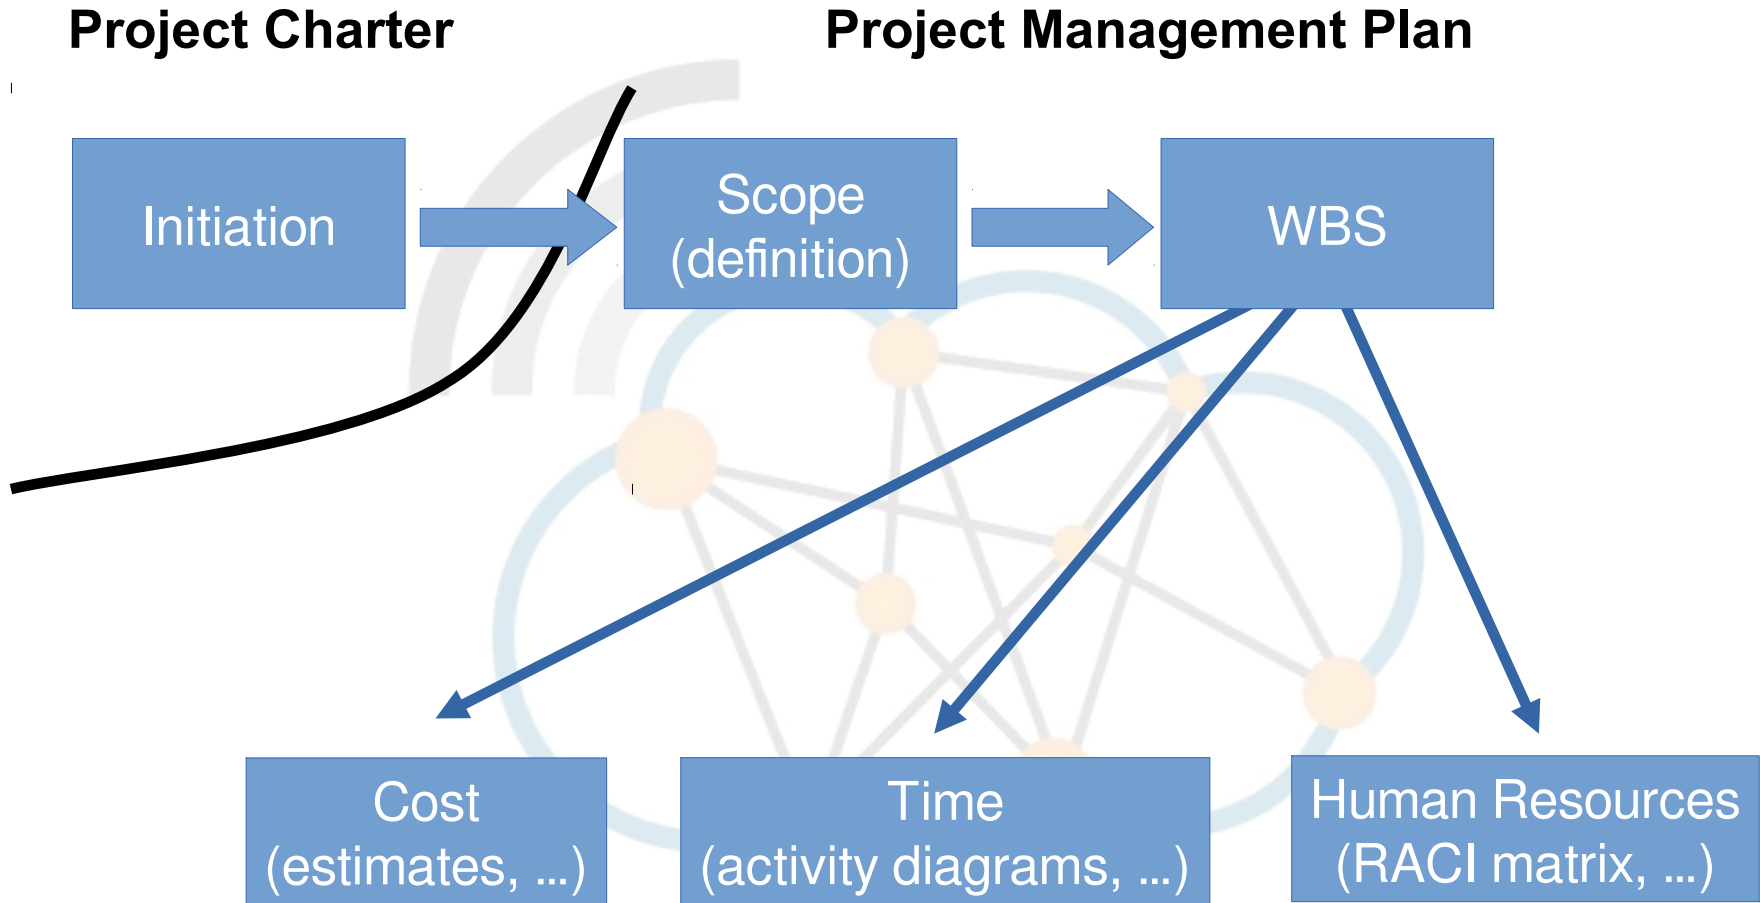 Project Charter
Project Management Plan
Initiation
Scope
(definition)
WBS
Cost
(estimates, ...)
Time
(activity diagrams, ...)
Human Resources
(RACI matrix, ...)